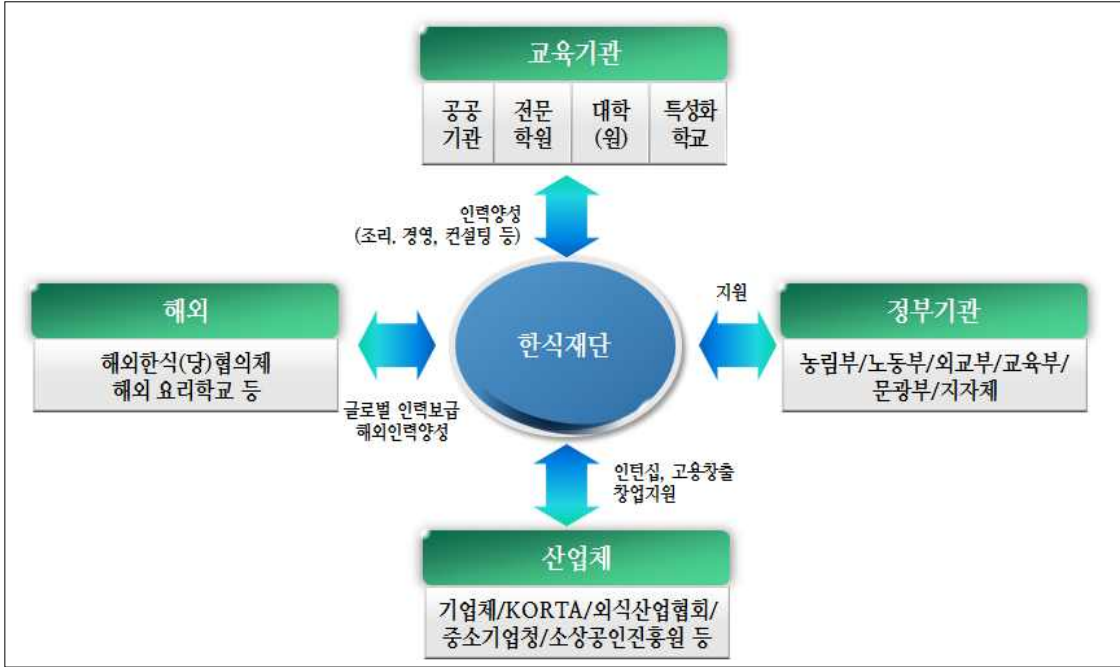 교육기관
공공 전문 대학 특성화
기관 학원 (원) 학교
인력양성
(조리, 경영, 컨설팅 등)
해외
해외한식(당)협의체
해외 요리학교 등
글로벌 인력보급
해외인력양성
한식재단
지원
정부기관
농림부/노동부/외교부/교육부/
문광부/지자체
인턴십, 고용창출
창업지원
산업체
기업체/KORTA/외식산업협회/
중소기업청/소상공인진흥원 등